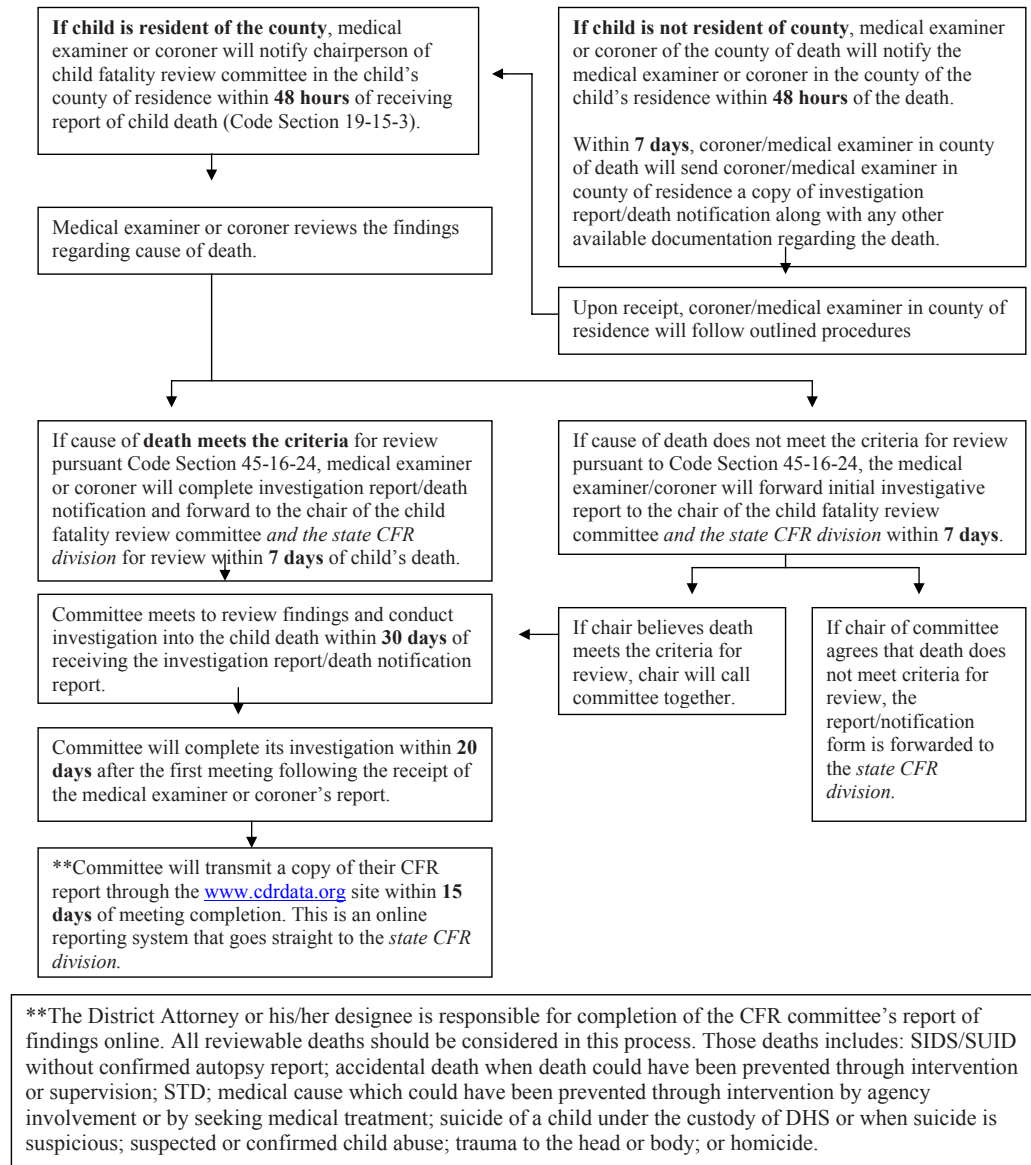 If child is resident of the county, medical
examiner or coroner will notify chairperson of
child fatality review committee in the child's
county of residence within 48 hours of receiving
report of child death (Code Section 19-15-3).
If child is not resident of county, medical examiner
or coroner of the county of death will notify the
medical examiner or coroner in the county of the
child's residence within 48 hours of the death.
Within 7 days, coroner/medical examiner in county
of death will send coroner/medical examiner in
county of residence a copy of investigation
report/death notification along with any other
available documentation regarding the death.
Medical examiner or coroner reviews the findings
regarding cause of death.
Upon receipt, coroner/medical examiner in county of
residence will follow outlined procedures
If cause of death meets the criteria for review
pursuant Code Section 45-16-24, medical examiner
or coroner will complete investigation report/death
notification and forward to the chair of the child
fatality review committee and the state CFR
division for review within 7 days of child's death.
If cause of death does not meet the criteria for review
pursuant to Code Section 45-16-24, the medical
examiner/coroner will forward initial investigative
report to the chair of the child fatality review
committee and the state CFR division within 7 days.
Committee meets to review findings and conduct
investigation into the child death within 30 days of
receiving the investigation report/death notification
report.
If chair believes death
meets the criteria for
review, chair will call
committee together.
If chair of committee
agrees that death does
not meet criteria for
review, the
report/notification
form is forwarded to
the state CFR
division.
Committee will complete its investigation within 20
days after the first meeting following the receipt of
the medical examiner or coroner's report.
**Committee will transmit a copy of their CFR
report through the www.cdrdata.org site within 15
days of meeting completion. This is an online
reporting system that goes straight to the state CFR
division.
**The District Attorney or his/her designee is responsible for completion of the CFR committee's report of
findings online. All reviewable deaths should be considered in this process. Those deaths includes: SIDS/SUID
without confirmed autopsy report; accidental death when death could have been prevented through intervention
or supervision; STD; medical cause which could have been prevented through intervention by agency
involvement or by seeking medical treatment; suicide of a child under the custody of DHS or when suicide is
suspicious; suspected or confirmed child abuse; trauma to the head or body; or homicide.